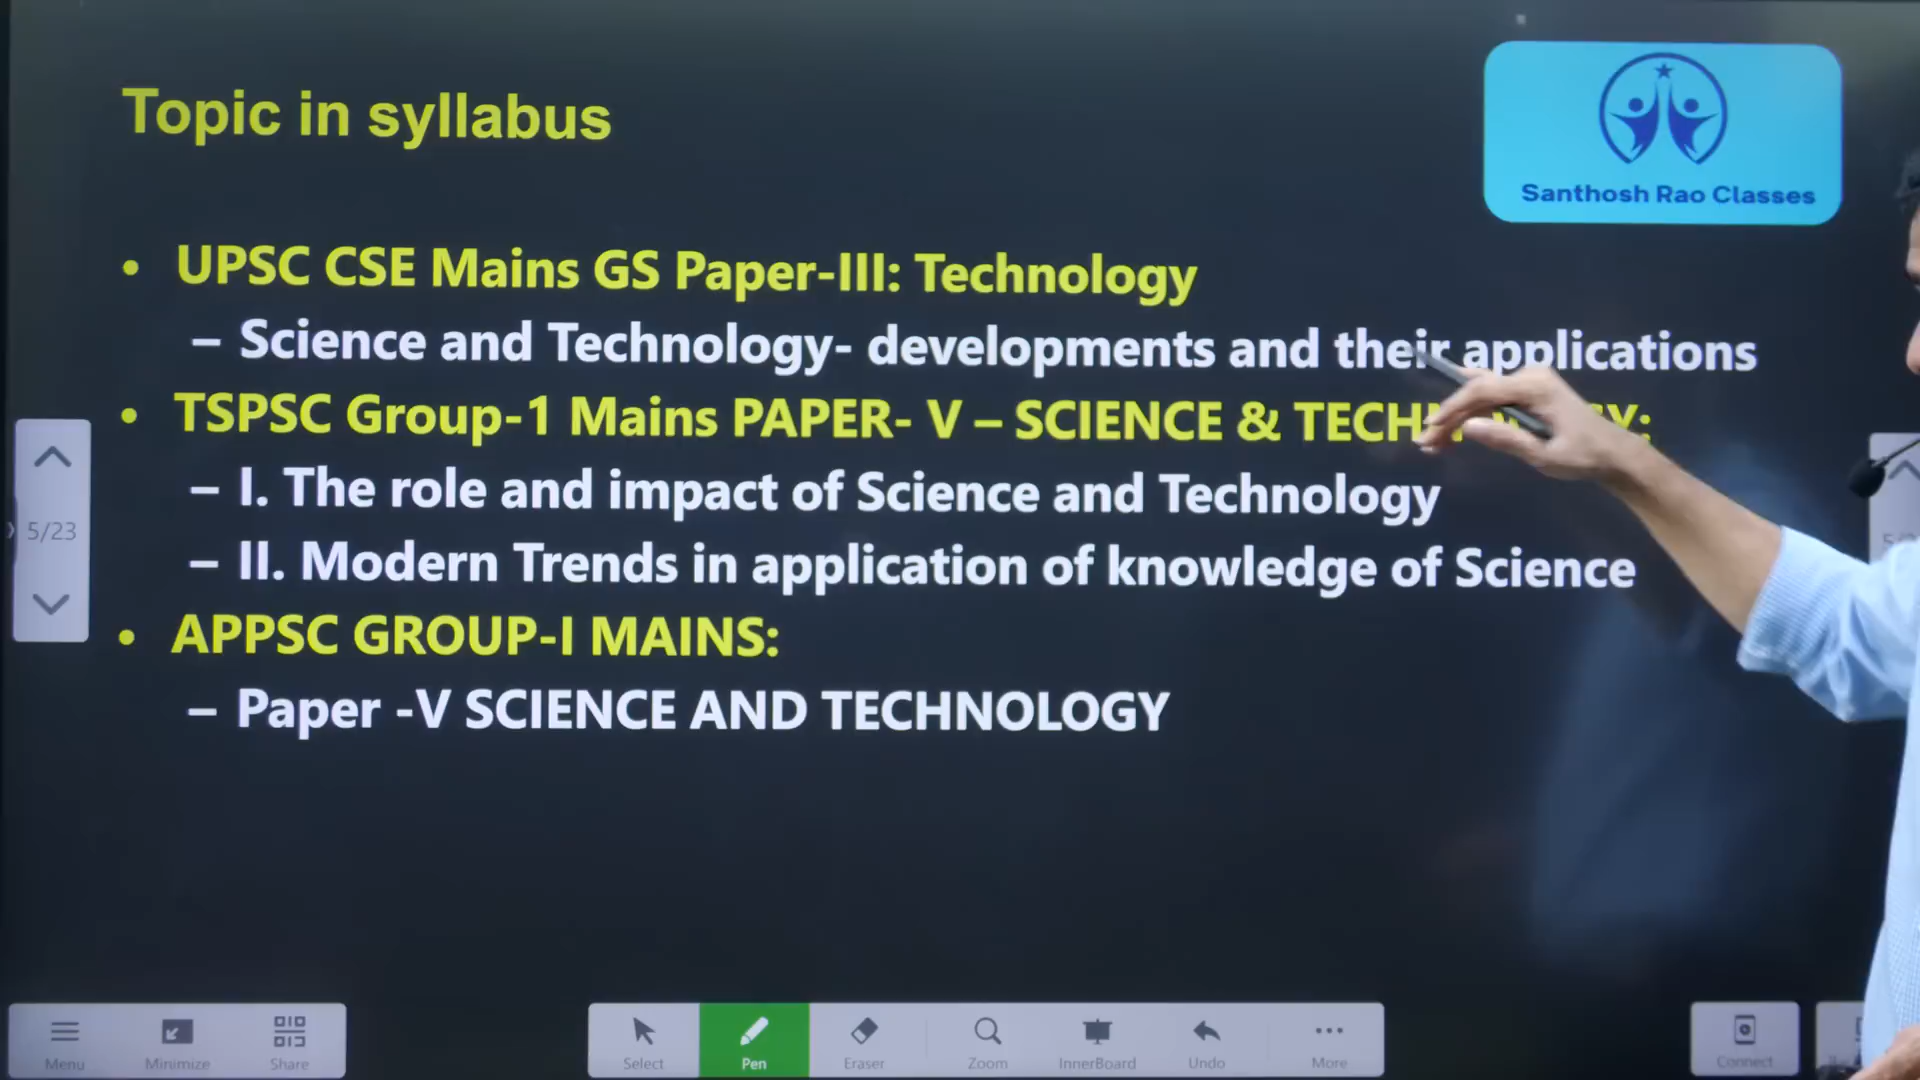 Topic in syllabus
Santhosh Rao Classes
• UPSC CSE Mains GS Paper-III: Technology
– Science and Technology- developments and their applications
• TSPSC Group-1 Mains PAPER- V – SCIENCE &
– I. The role and impact of Science and Technology
– II. Modern Trends in application of knowledge of Science
• APPSC GROUP-I MAINS:
– Paper -V SCIENCE AND TECHNOLOGY
5/23
Menu
Minimize
Share
Select
Pen
Eraser
Zoom
InnerBoard
Undo
More
Connect